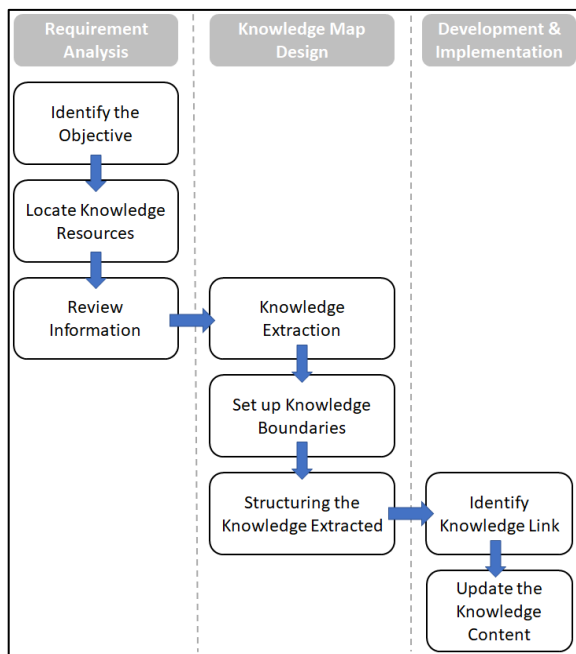 Requirement
Analysis
Knowledge Map
Design
Development &
Implementation
Identify the
Objective
Locate Knowledge
Resources
Review
Information
Knowledge
Extraction
Set up Knowledge
Boundaries
Structuring the
Knowledge Extracted
Identify
Knowledge Link
Update the
Knowledge
Content